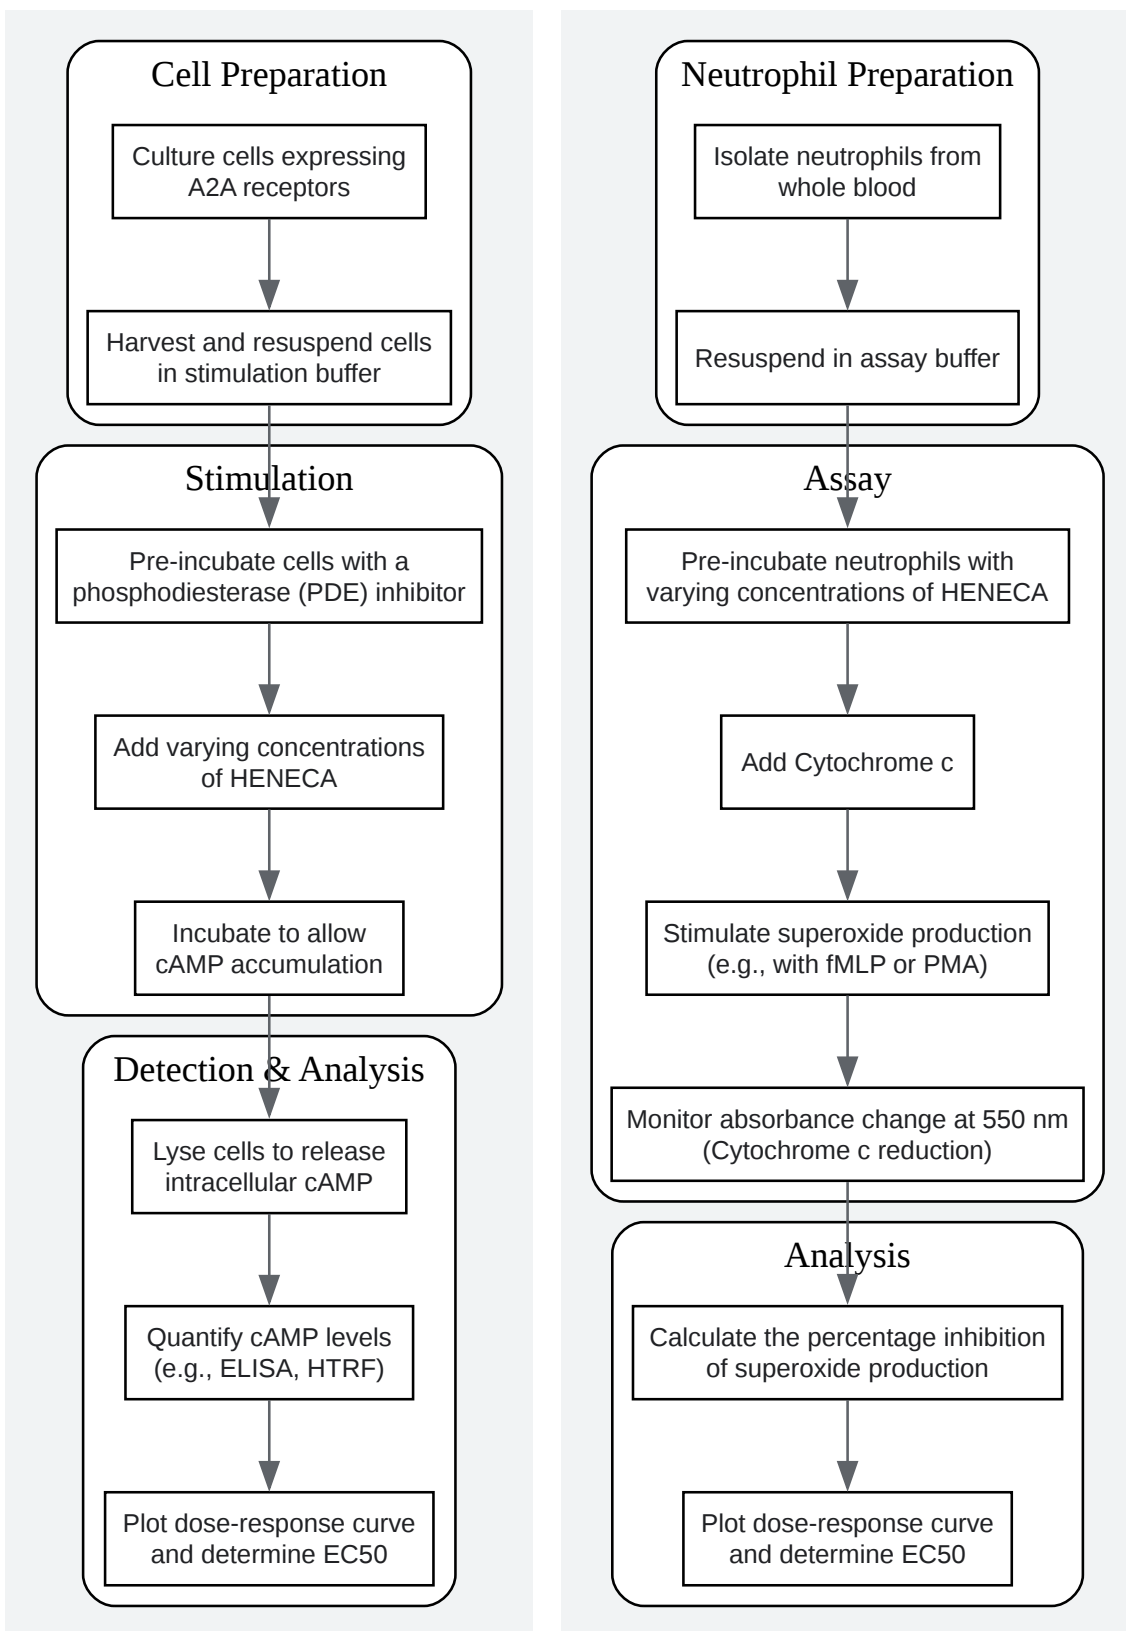 Cell Preparation
Culture cells expressing
A2A receptors
Harvest and resuspend cells
in stimulation buffer
Stimulation
Pre-incubate cells with a
phosphodiesterase (PDE) inhibitor
Add varying concentrations
of HENECA
Incubate to allow
cAMP accumulation
Detection & Analysis
Lyse cells to release
intracellular cAMP
Quantify cAMP levels
(e.g., ELISA, HTRF)
Plot dose-response curve
and determine EC50
Neutrophil Preparation
Isolate neutrophils from
whole blood
Resuspend in assay buffer
Assay
Pre-incubate neutrophils with
varying concentrations of HENECA
Add Cytochrome c
Stimulate superoxide production
(e.g., with fMLP or PMA)
Monitor absorbance change at 550 nm
(Cytochrome c reduction)
Analysis
Calculate the percentage inhibition
of superoxide production
Plot dose-response curve
and determine EC50